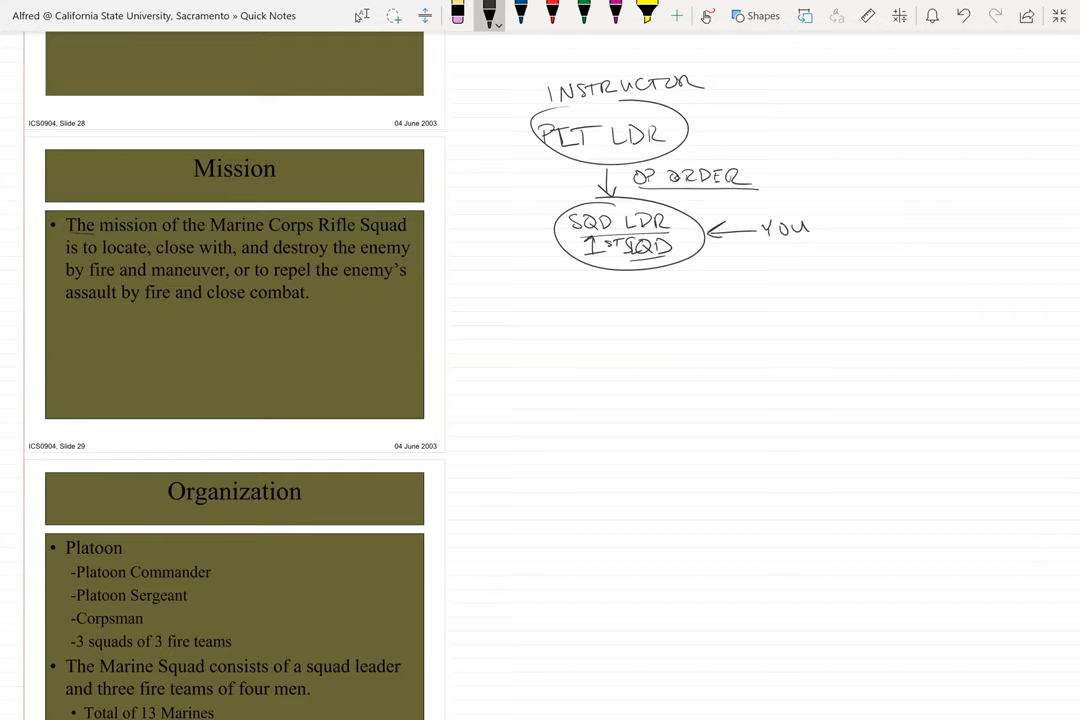 Alfred @ California State University, Sacramento » Quick Notes
Shapes
ICS0904, Slide 28
04 June 2003
Mission
• The mission of the Marine Corps Rifle Squad
is to locate, close with, and destroy the enemy
by fire and maneuver, or to repel the enemy's
assault by fire and close combat.
ICS0904, Slide 29
04 June 2003
Organization
• Platoon
-Platoon Commander
-Platoon Sergeant
-Corpsman
-3 squads of 3 fire teams
• The Marine Squad consists of a squad leader
and three fire teams of four men.
• Total of 13 Marines
INSTRUCTOR
PLT LDR
OP ORDER
SQD LDR
1ST SQD
YOU